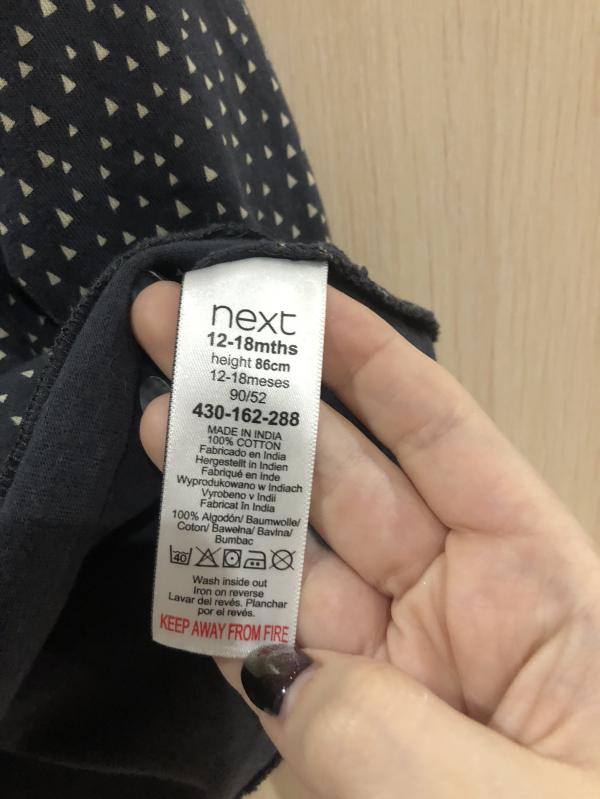 next
12-18mths
height 86cm
12-18meses
90/52
430-162-288
MADE IN INDIA
100% COTTON
Fabricado en India
Hergestellt in Indien
Fabriqué en Inde
Wyprodukowano w Indiach
Vyrobeno v Indii
Fabricat în India
100% Algodón/ Baumwolle/
Coton/ Bawełna/ Bavlna/
Bumbac
40
Wash inside out
Iron on reverse
Lavar del revés. Planchar
por el revés.
KEEP AWAY FROM FIRE